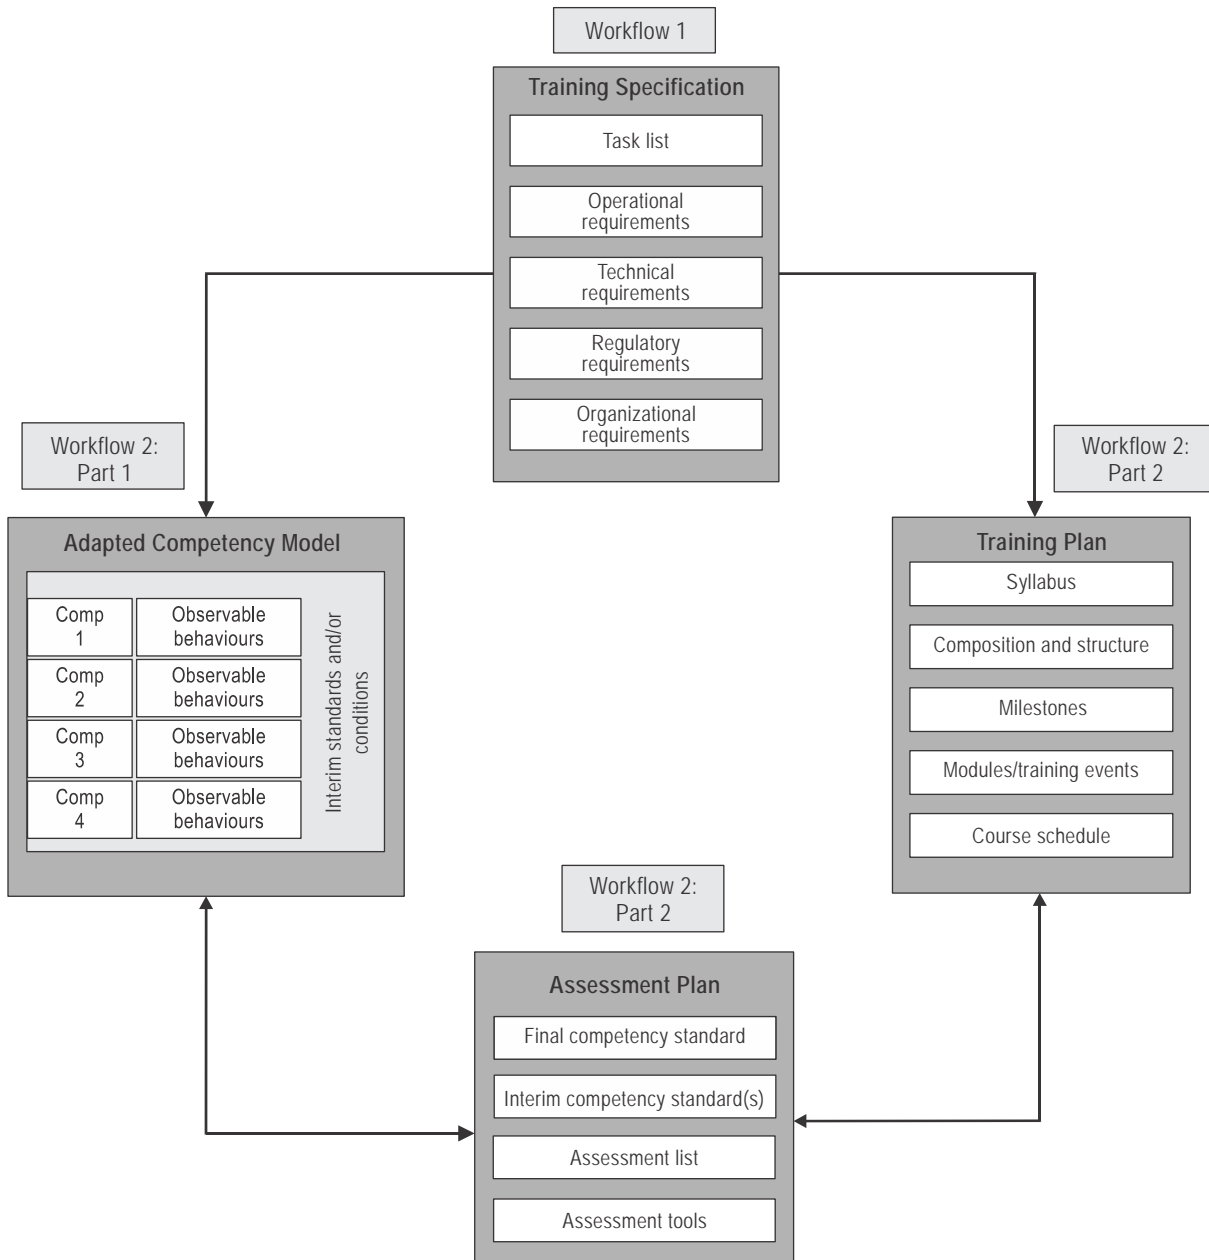 Workflow 1
Training Specification
Task list
Operational
requirements
Technical
requirements
Regulatory
requirements
Organizational
requirements
Workflow 2:
Part 1
Workflow 2:
Part 2
Adapted Competency Model
Comp
1
Observable
behaviours
Comp
2
Observable
behaviours
Comp
3
Observable
behaviours
Comp
4
Observable
behaviours
Interim standards and/or
conditions
Training Plan
Syllabus
Composition and structure
Milestones
Modules/training events
Course schedule
Workflow 2:
Part 2
Assessment Plan
Final competency standard
Interim competency standard(s)
Assessment list
Assessment tools